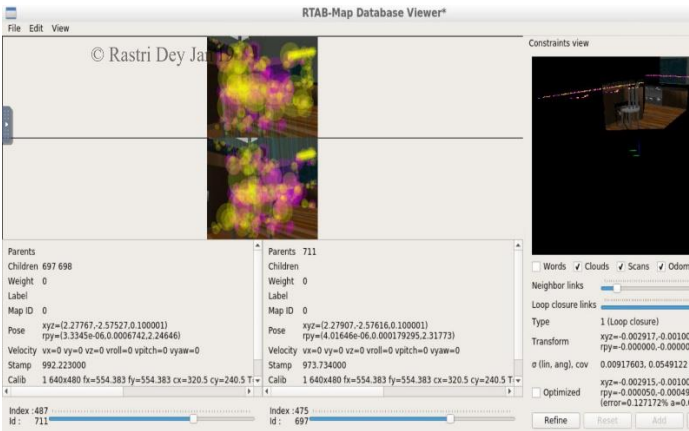 RTAB-Map Database Viewer*
File Edit View
© Rastri Dey Jan
Constraints view
Parents
Children 697 698
Weight 0
Label
Map ID 0
Pose xyz=(2.27767,-2.57527,0.100001)
rpy=(3.3345e-06,0.0006742,2.24646)
Velocity vx=0 vy=0 vz=0 vroll=0 vpitch=0 vyaw=0
Stamp 992.223000
Calib 1 640x480 fx=554.383 fy=554.383 cx=320.5 cy=240.5 T
Index :487
Id : 711
Parents 711
Children
Weight 0
Label
Map ID 0
Pose xyz=(2.27907,-2.57616,0.100001)
rpy=(4.01646e-06,0.000179295,2.31773)
Velocity vx=0 vy=0 vz=0 vroll=0 vpitch=0 vyaw=0
Stamp 973.734000
Calib 1 640x480 fx=554.383 fy=554.383 cx=320.5 cy=240.5 T
Index :475
Id : 697
Words Clouds Scans Odom
Neighbor links
Loop closure links
Type 1 (Loop closure)
Transform xyz=-0.002917,-0.00100
rpy=-0.000000,-0.0000
σ (lin, ang), cov 0.00917603, 0.0549122
Optimized xyz=-0.002915,-0.00100
rpy=-0.000050,-0.00049
(error=0.127172% a=0.
Refine Reset Add